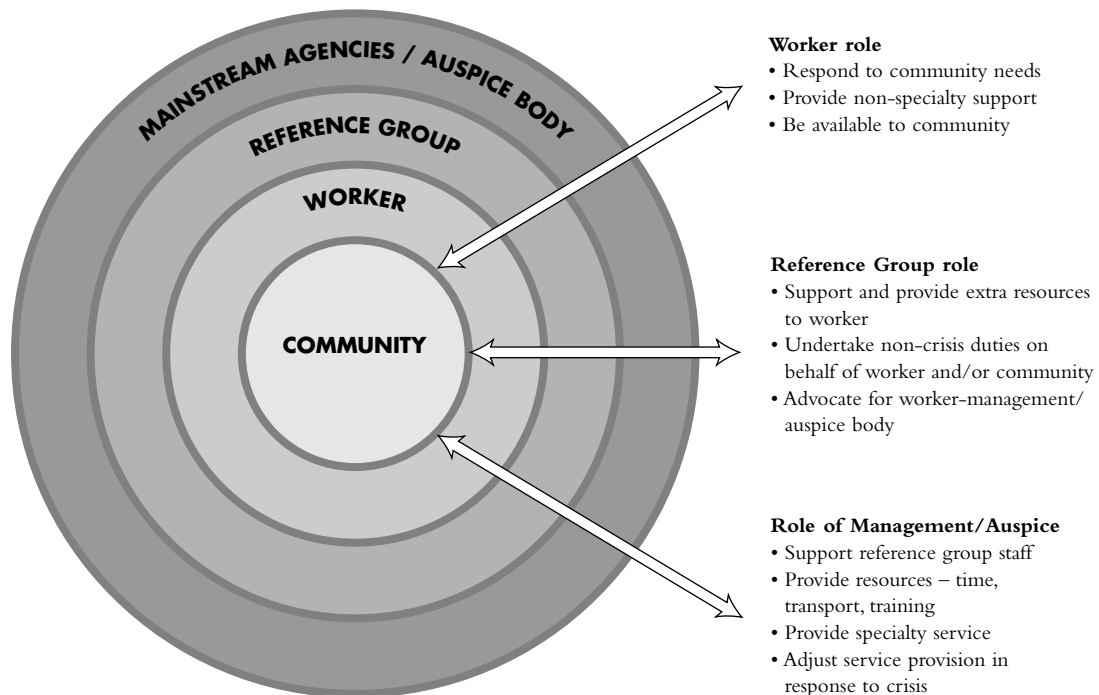 MAINSTREAM AGENCIES / AUSPICE BODY
REFERENCE GROUP
WORKER
COMMUNITY
Worker role
• Respond to community needs
• Provide non-specialty support
• Be available to community
Reference Group role
• Support and provide extra resources
to worker
• Undertake non-crisis duties on
behalf of worker and/or community
• Advocate for worker-management/
auspice body
Role of Management/Auspice
• Support reference group staff
• Provide resources – time,
transport, training
• Provide specialty service
• Adjust service provision in
response to crisis